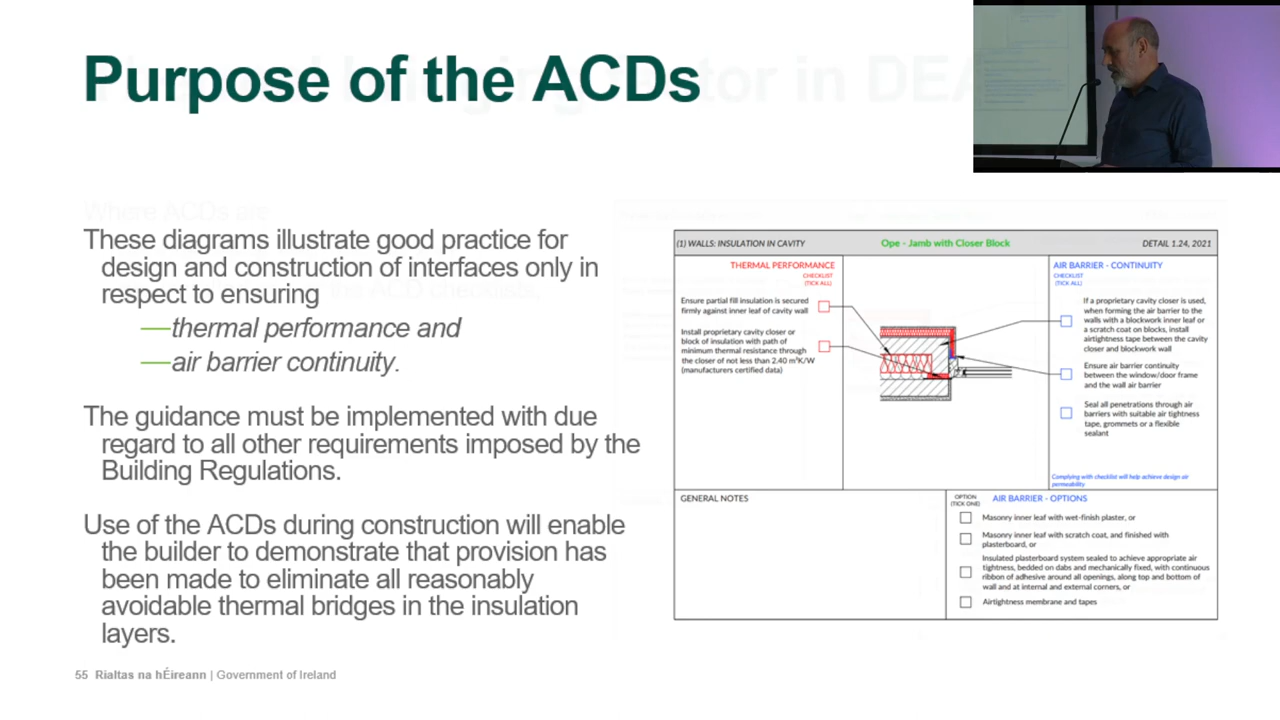 Purpose of the ACDs
These diagrams illustrate good practice for
design and construction of interfaces only in
respect to ensuring
—thermal performance and
—air barrier continuity.
The guidance must be implemented with due
regard to all other requirements imposed by the
Building Regulations.
Use of the ACDs during construction will enable
the builder to demonstrate that provision has
been made to eliminate all reasonably
avoidable thermal bridges in the insulation
layers.
(1) WALLS: INSULATION IN CAVITY
Ope - Jamb with Closer Block
DETAIL 1.24, 2021
THERMAL PERFORMANCE
CHECKLIST
(TICK ALL)
Ensure partial fill insulation is secured
firmly against inner leaf of cavity wall
Install proprietary cavity closer or
block of insulation with path of
minimum thermal resistance through
the closer of not less than 2.40 m²K/W
(manufacturers certified data)
AIR BARRIER - CONTINUITY
CHECKLIST
(TICK ALL)
If a proprietary cavity closer is used,
when forming the air barrier to the
walls with a blockwork inner leaf or
a scratch coat on blocks, install
airtightness tape between the cavity
closer and blockwork wall
Ensure air barrier continuity
between the window/door frame
and the wall air barrier
Seal all penetrations through air
barriers with suitable air tightness
tape, grommets or a flexible
sealant
Complying with checklist will help achieve design air
permeability
GENERAL NOTES
OPTION
(TICK ONE)
AIR BARRIER - OPTIONS
Masonry inner leaf with wet-finish plaster, or
Masonry inner leaf with scratch coat, and finished with
plasterboard, or
Insulated plasterboard system sealed to achieve appropriate air
tightness, bedded on dabs and mechanically fixed, with continuous
ribbon of adhesive around all openings, along top and bottom of
wall and at internal and external corners, or
Airtightness membrane and tapes
55 Rialtas na hÉireann | Government of Ireland